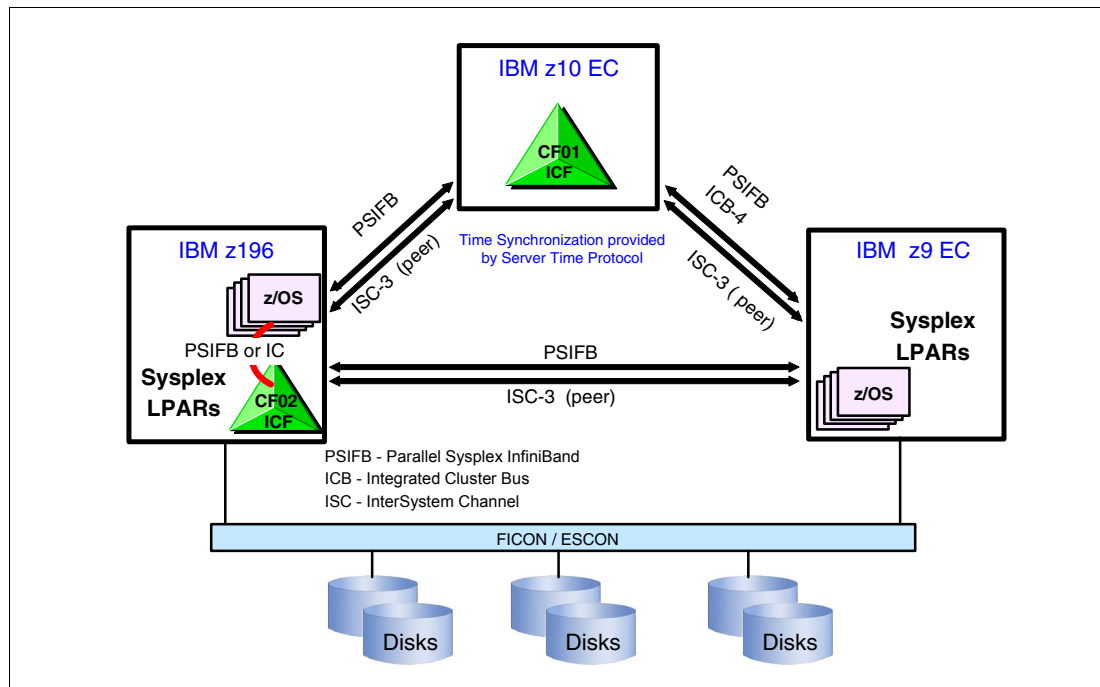 IBM z10 EC
CF01
ICF
PSIFB
ISC-3 (peer)
PSIFB
ICB-4
ISC-3 ( peer)
Time Synchronization provided
by Server Time Protocol
IBM z196
z/OS
PSIFB or IC
Sysplex
LPARs
CF02
ICF
PSIFB
ISC-3 (peer)
IBM z9 EC
Sysplex
LPARs
z/OS
PSIFB - Parallel Sysplex InfiniBand
ICB - Integrated Cluster Bus
ISC - InterSystem Channel
FICON / ESCON
Disks
Disks
Disks